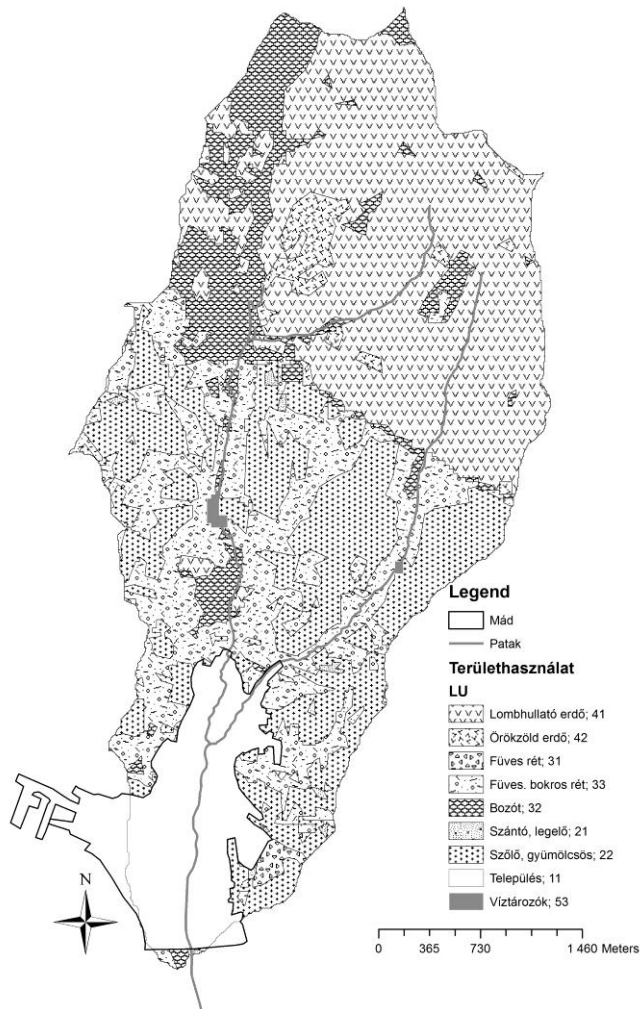 Legend
Mád
Patak
Területhasználat
LU
Lombhullató erdő; 41
Örökzöld erdő; 42
Füves rét; 31
Füves. bokros rét; 33
Bozót; 32
Szántó, legelő; 21
Szőlő, gyümölcsös; 22
Település; 11
Víztározók; 53
N
0 365 730 1 460 Meters